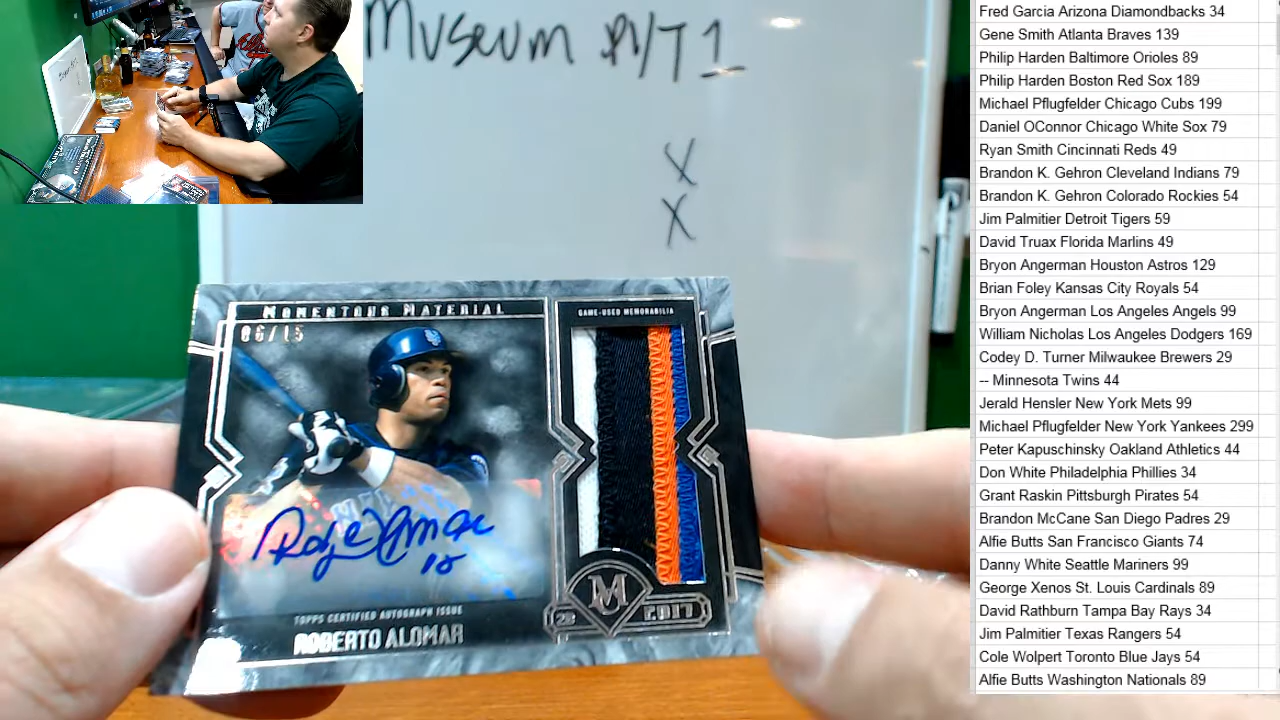 Museum
MOMENTOUS MATERIAL
06/15
GAME-USED MEMORABILIA
TOPPS CERTIFIED AUTOGRAPH ISSUE
ROBERTO ALOMAR
2017
X
X
Fred Garcia Arizona Diamondbacks 34
Gene Smith Atlanta Braves 139
Philip Harden Baltimore Orioles 89
Philip Harden Boston Red Sox 189
Michael Pflugfelder Chicago Cubs 199
Daniel OConnor Chicago White Sox 79
Ryan Smith Cincinnati Reds 49
Brandon K. Gehron Cleveland Indians 79
Brandon K. Gehron Colorado Rockies 54
Jim Palmitier Detroit Tigers 59
David Truax Florida Marlins 49
Bryon Angerman Houston Astros 129
Brian Foley Kansas City Royals 54
Bryon Angerman Los Angeles Angels 99
William Nicholas Los Angeles Dodgers 169
Codey D. Turner Milwaukee Brewers 29
-- Minnesota Twins 44
Jerald Hensler New York Mets 99
Michael Pflugfelder New York Yankees 299
Peter Kapuschinsky Oakland Athletics 44
Don White Philadelphia Phillies 34
Grant Raskin Pittsburgh Pirates 54
Brandon McCane San Diego Padres 29
Alfie Butts San Francisco Giants 74
Danny White Seattle Mariners 99
George Xenos St. Louis Cardinals 89
David Rathburn Tampa Bay Rays 34
Jim Palmitier Texas Rangers 54
Cole Wolpert Toronto Blue Jays 54
Alfie Butts Washington Nationals 89